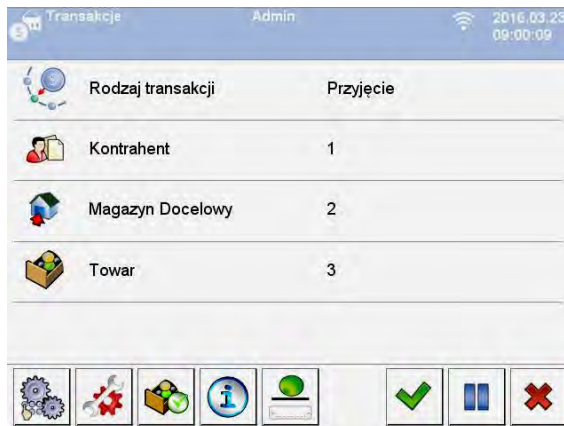 Transakcje Admin 2016.03.23
09:00:09
Rodzaj transakcji Przyjęcie
Kontrahent 1
Magazyn Docelowy 2
Towar 3